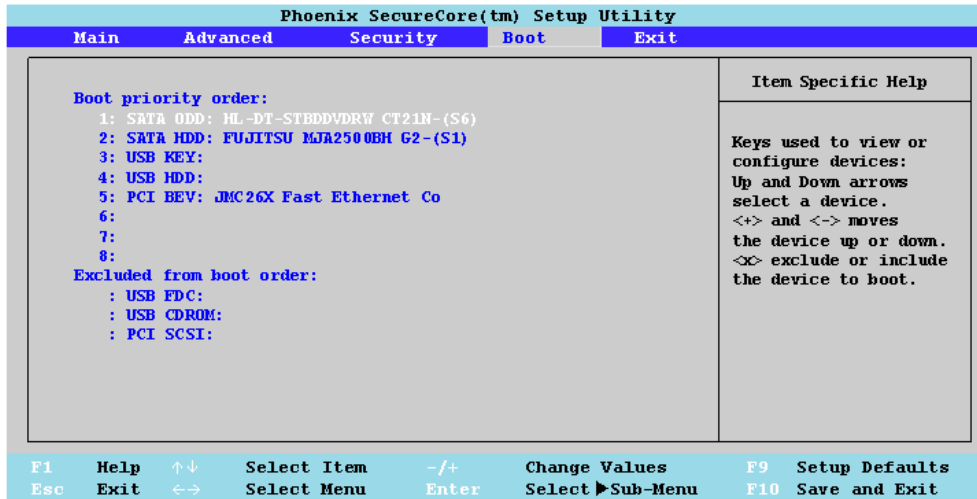 Phoenix SecureCore(tm) Setup Utility
Main Advanced Security Boot Exit
Item Specific Help
Boot priority order:
1: SATA ODD: HL-DT-STBDDVDRW CT21N-(S6)
2: SATA HDD: FUJITSU MJA2500BH G2-(S1)
3: USB KEY:
4: USB HDD:
5: PCI BEV: JMC26X Fast Ethernet Co
6:
7:
8:
Excluded from boot order:
: USB FDC:
: USB CDROM:
: PCI SCSI:
Keys used to view or
configure devices:
Up and Down arrows
select a device.
<+> and <-> moves
the device up or down.
<x> exclude or include
the device to boot.
F1 Help ↑↓ Select Item -/+ Change Values F9 Setup Defaults
Esc Exit ←→ Select Menu Enter Select ▶Sub-Menu F10 Save and Exit